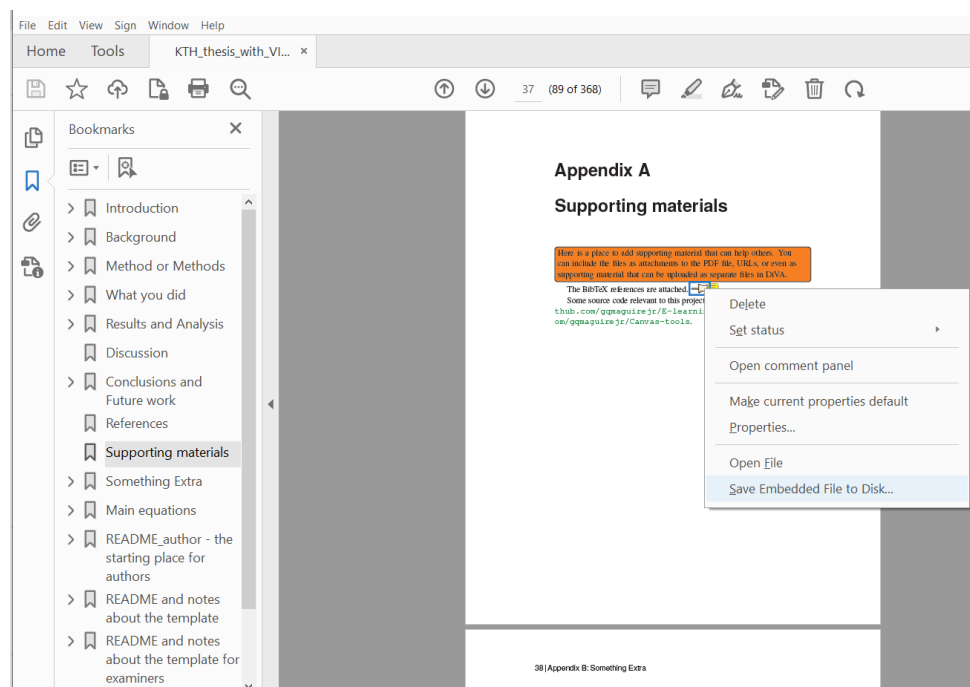 File Edit View Sign Window Help
Home Tools KTH_thesis_with_VI... ×
37 (89 of 368)
Bookmarks
Introduction
Background
Method or Methods
What you did
Results and Analysis
Discussion
Conclusions and
Future work
References
Supporting materials
Something Extra
Main equations
README_author - the
starting place for
authors
README and notes
about the template
README and notes
about the template for
examiners
Appendix A
Supporting materials
Here is a place to add supporting material that can help others. You
can include the files as attachments to the PDF file, URLs, or even as
supporting material that can be uploaded as separate files in DiVA.
The BibTeX references are attached.
Some source code relevant to this project
thub.com/gqmaguirejr/E-learni
om/gqmaguirejr/Canvas-tools.
Delete
Set status
Open comment panel
Make current properties default
Properties...
Open File
Save Embedded File to Disk...
38|Appendix B: Something Extra